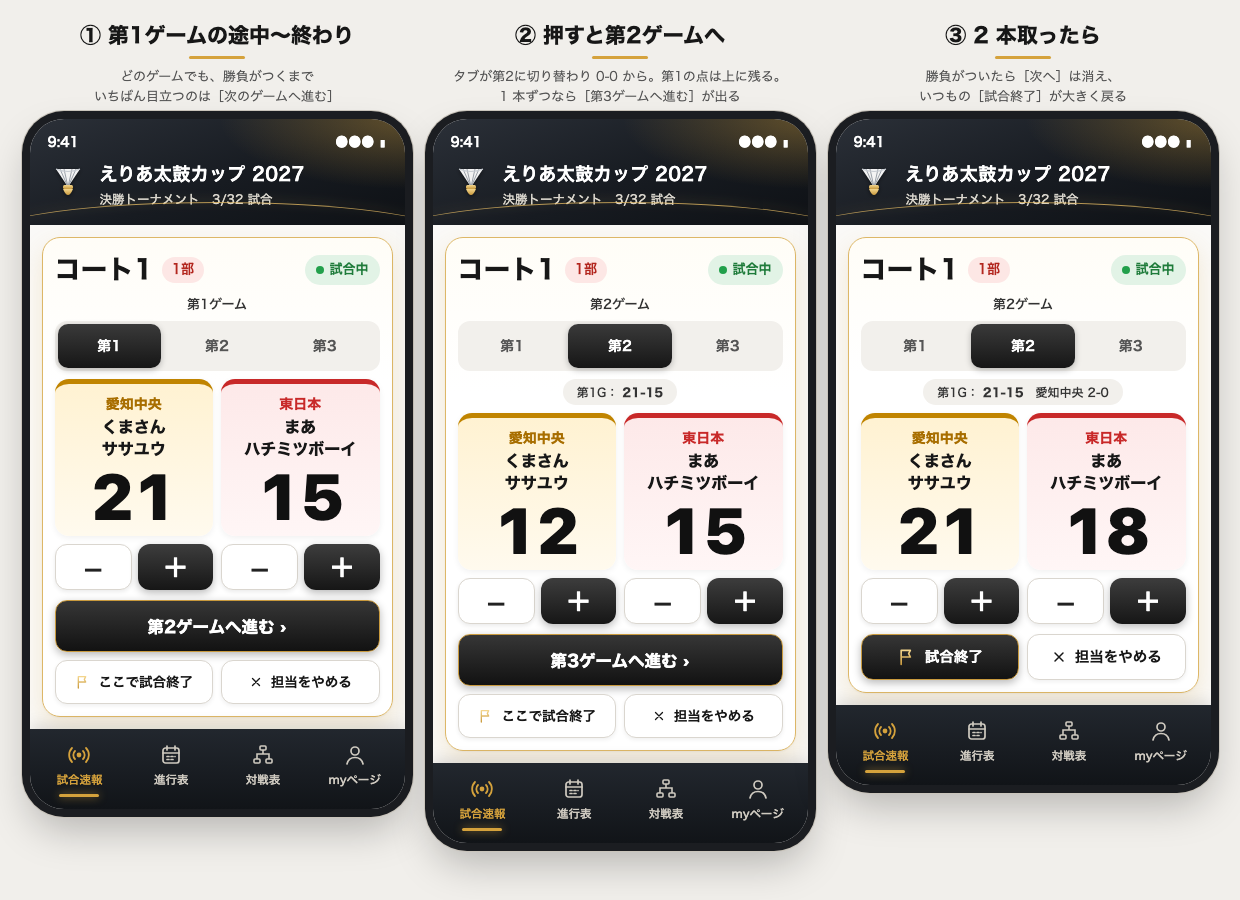 ① 第1ゲームの途中〜終わり
どのゲームでも、勝負がつくまで
いちばん目立つのは［次のゲームへ進む］
9:41
えりあ太鼓カップ 2027
決勝トーナメント　3/32 試合
コート1　1部　試合中
第1ゲーム
第1　第2　第3
愛知中央　東日本
くまさん　まあ
ササユウ　ハチミツボーイ
21　15
−　+　−　+
第2ゲームへ進む ›
ここで試合終了　× 担当をやめる
試合速報　進行表　対戦表　myページ
② 押すと第2ゲームへ
タブが第2に切り替わり 0-0 から。第1の点は上に残る。
1 本ずつなら［第3ゲームへ進む］が出る
9:41
えりあ太鼓カップ 2027
決勝トーナメント　3/32 試合
コート1　1部　試合中
第2ゲーム
第1　第2　第3
第1G： 21-15
愛知中央　東日本
くまさん　まあ
ササユウ　ハチミツボーイ
12　15
−　+　−　+
第3ゲームへ進む ›
ここで試合終了　× 担当をやめる
試合速報　進行表　対戦表　myページ
③ 2 本取ったら
勝負がついたら［次へ］は消え、
いつもの［試合終了］が大きく戻る
9:41
えりあ太鼓カップ 2027
決勝トーナメント　3/32 試合
コート1　1部　試合中
第2ゲーム
第1　第2　第3
第1G： 21-15　愛知中央 2-0
愛知中央　東日本
くまさん　まあ
ササユウ　ハチミツボーイ
21　18
−　+　−　+
試合終了　× 担当をやめる
試合速報　進行表　対戦表　myページ